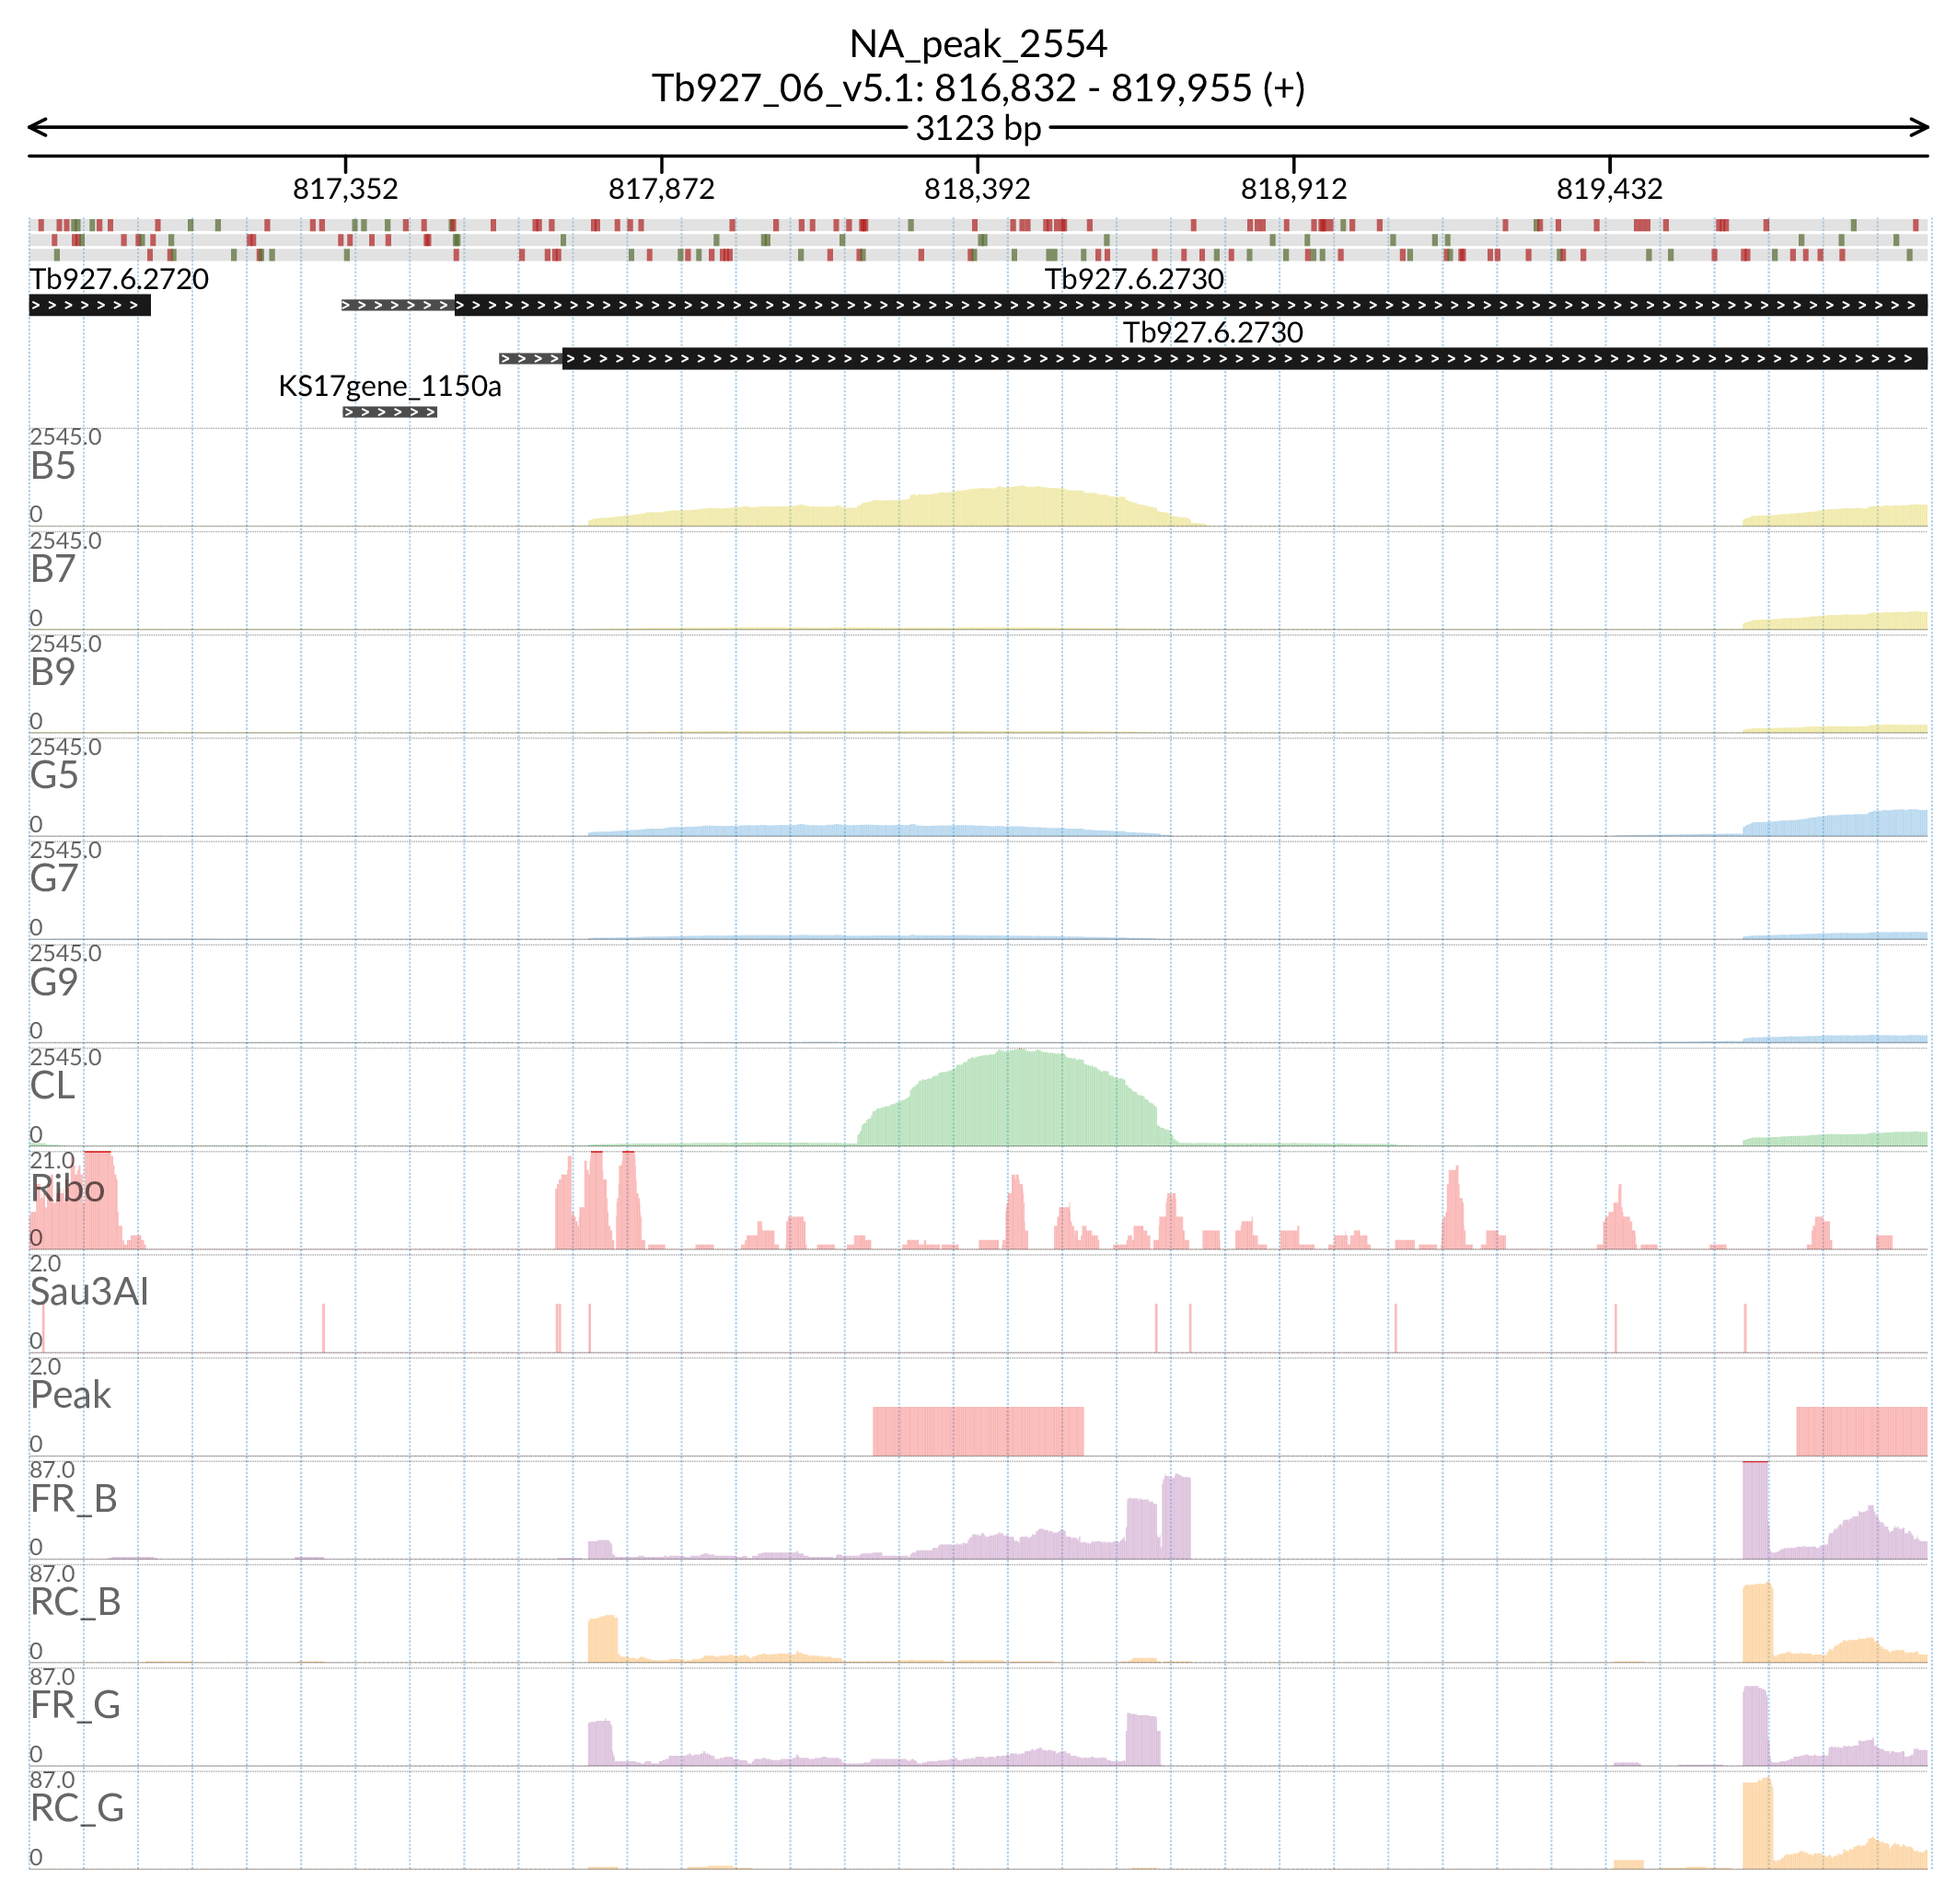 NA_peak_2554
Tb927_06_v5.1: 816,832 - 819,955 (+)
3123 bp
817,352 817,872 818,392 818,912 819,432
Tb927.6.2720 Tb927.6.2730
Tb927.6.2730
KS17gene_1150a
2545.0
B5
0
2545.0
B7
0
2545.0
B9
0
2545.0
G5
0
2545.0
G7
0
2545.0
G9
0
2545.0
CL
0
21.0
Ribo
0
2.0
Sau3AI
0
2.0
Peak
0
87.0
FR_B
0
87.0
RC_B
0
87.0
FR_G
0
87.0
RC_G
0